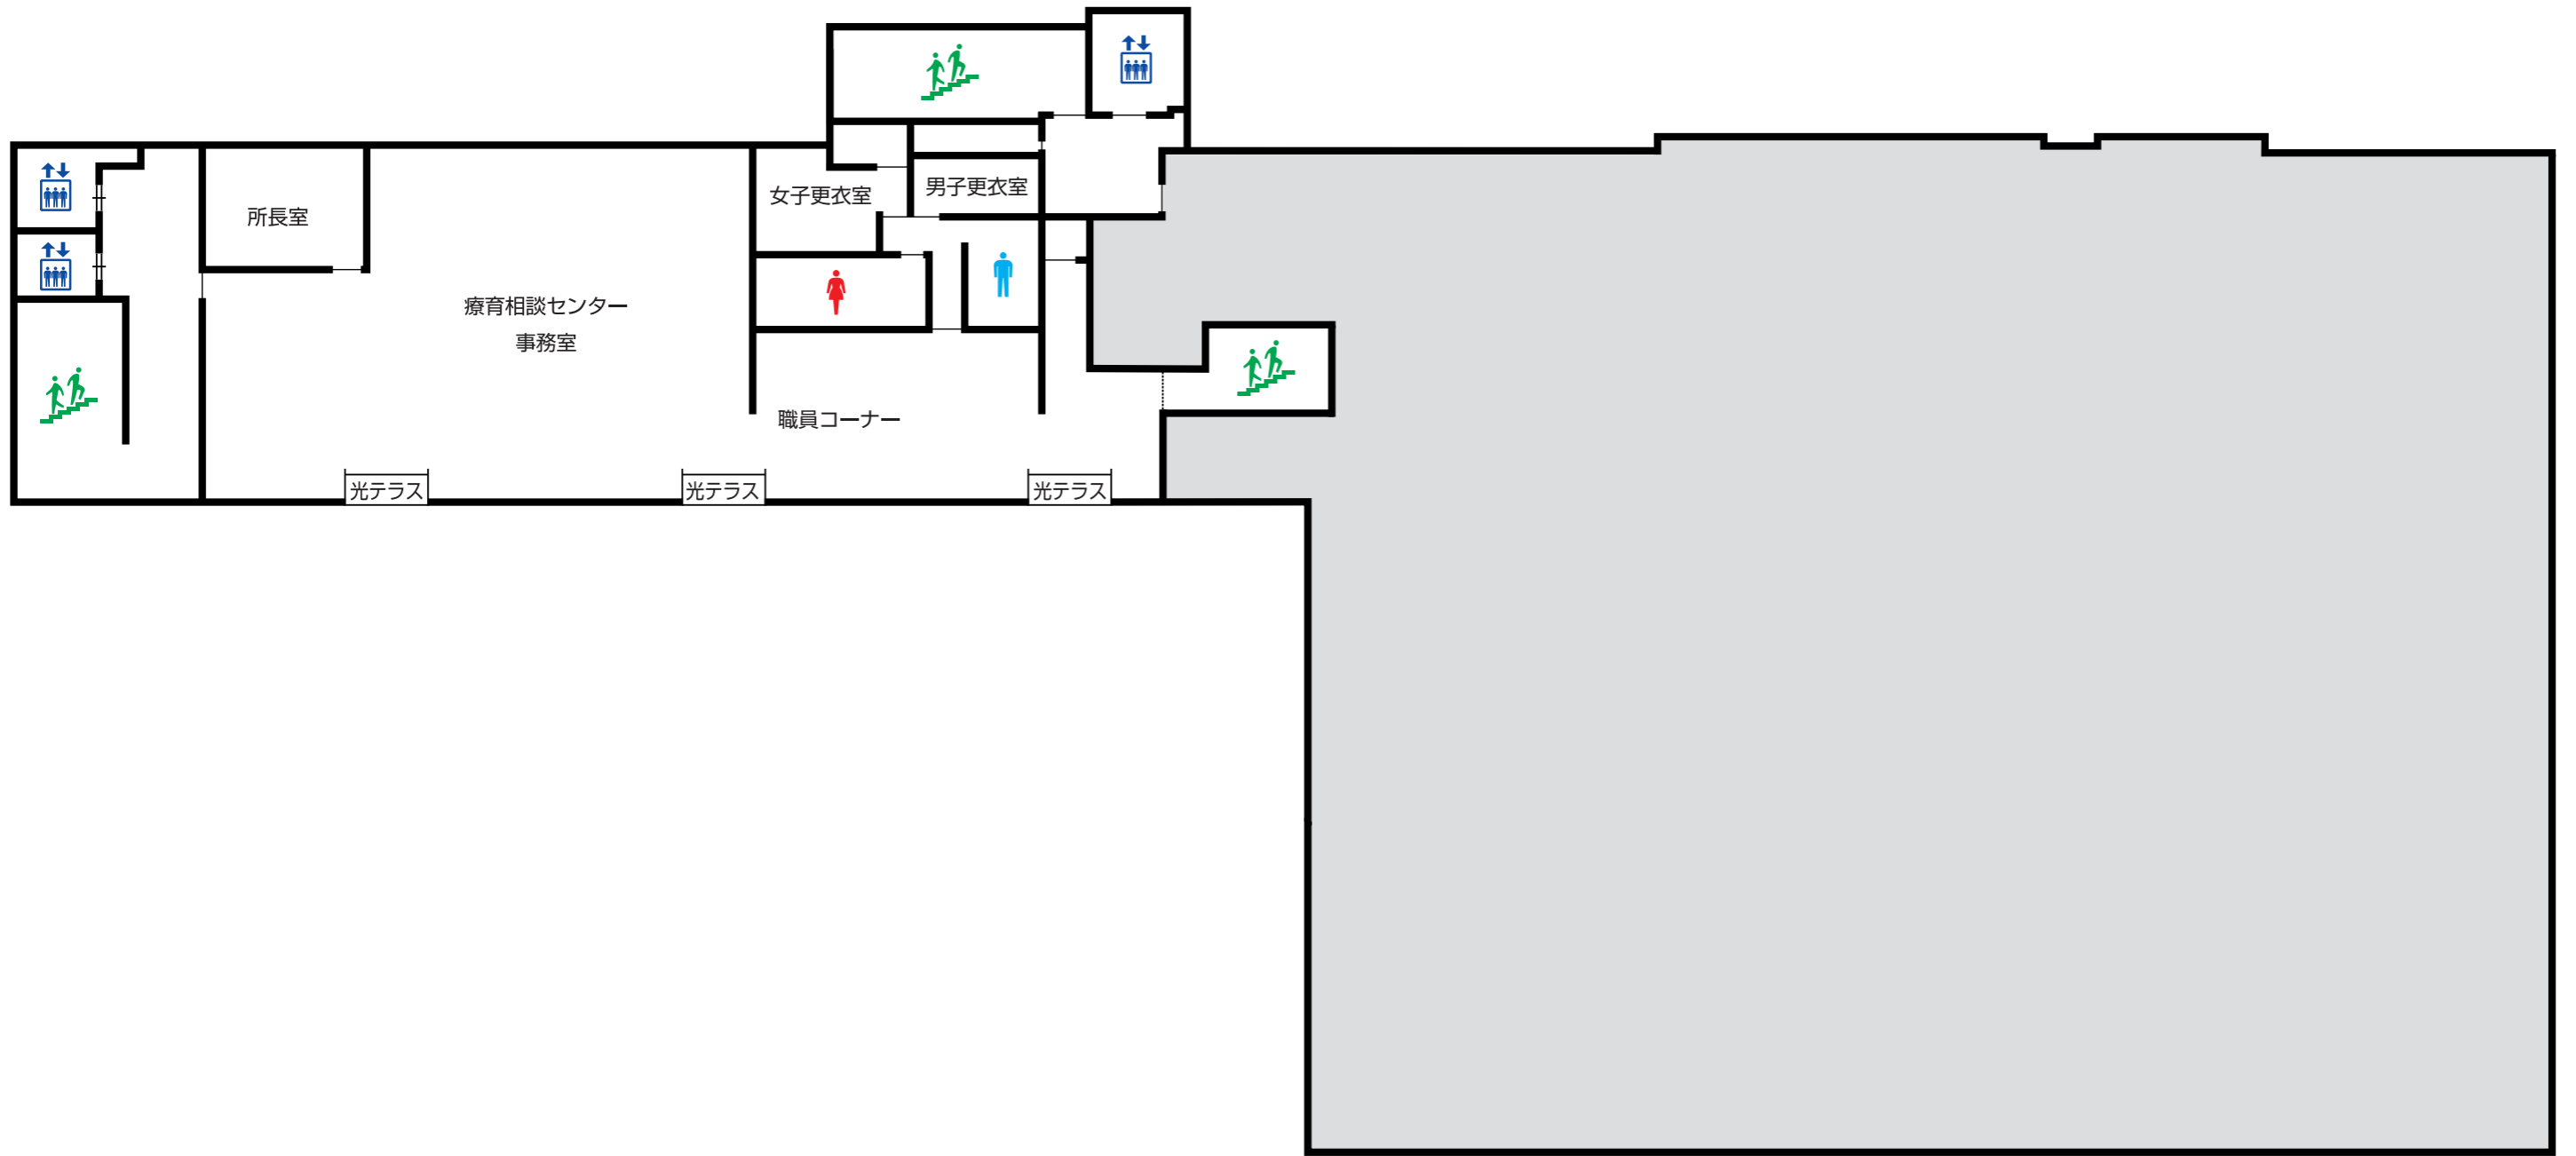 女子更衣室
男子更衣室
所長室
療育相談センター
事務室
職員コーナー
光テラス
光テラス
光テラス